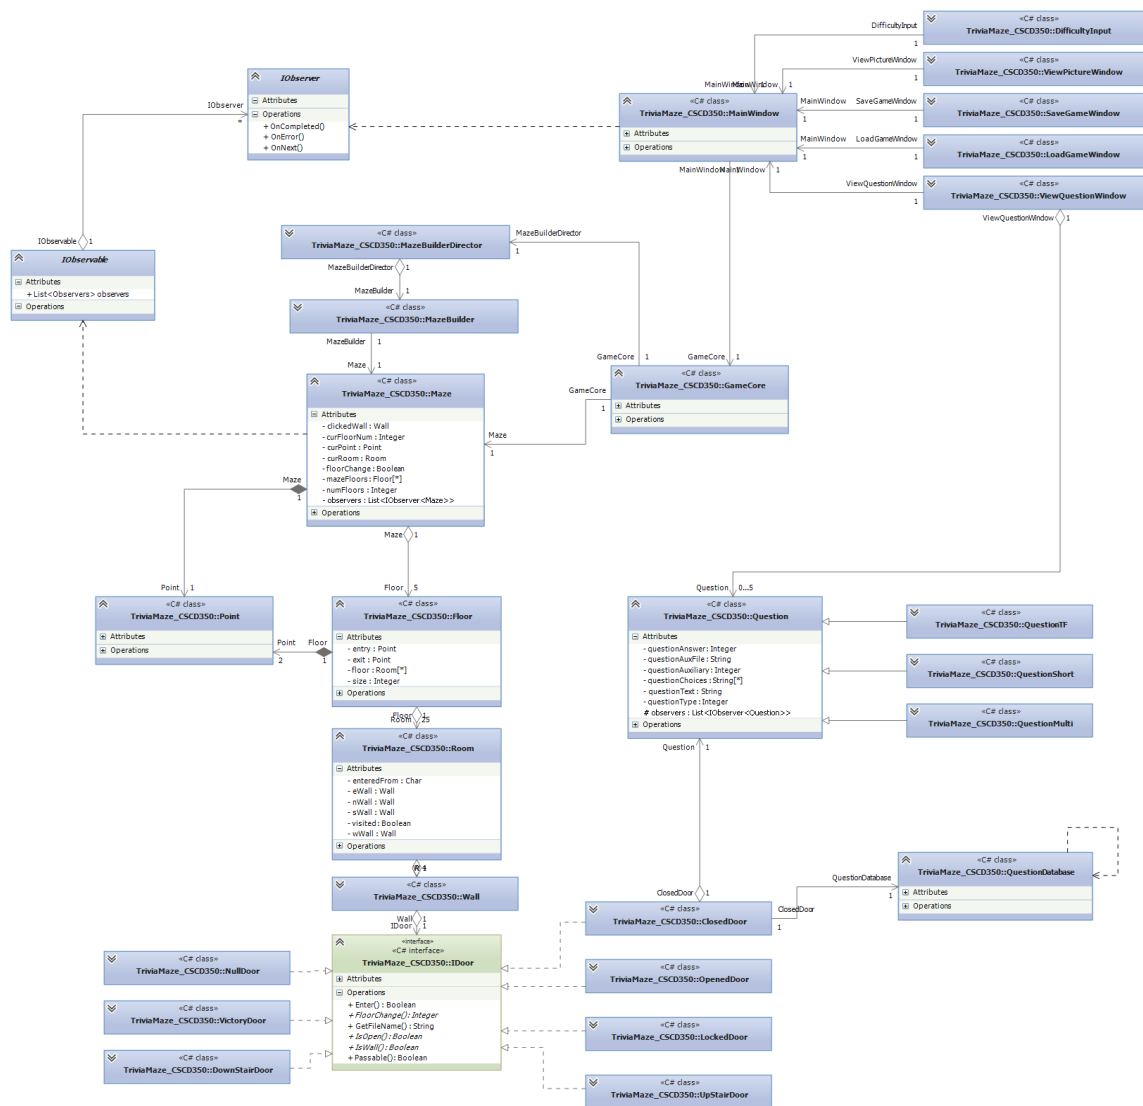 «C# class»
TriviaMaze_CSCD350::DifficultyInput
DifficultyInput
1
«C# class»
TriviaMaze_CSCD350::ViewPictureWindow
ViewPictureWindow
1
MainWindow
1
1
«C# class»
TriviaMaze_CSCD350::SaveGameWindow
MainWindow
SaveGameWindow
1
1
«C# class»
TriviaMaze_CSCD350::LoadGameWindow
MainWindow
LoadGameWindow
1
1
«C# class»
TriviaMaze_CSCD350::ViewQuestionWindow
MainWindow
1
ViewQuestionWindow
1
ViewQuestionWindow
1
«C# class»
TriviaMaze_CSCD350::MainWindow
Attributes
Operations
IObserver
Attributes
Operations
+ OnCompleted()
+ OnError()
+ OnNext()
IObserver
*
IObservable
1
IObservable
Attributes
+ List<Observers> observers
Operations
«C# class»
TriviaMaze_CSCD350::MazeBuilderDirector
MazeBuilderDirector
1
MazeBuilderDirector
1
MazeBuilder
1
«C# class»
TriviaMaze_CSCD350::MazeBuilder
MazeBuilder
1
Maze
1
GameCore
1
GameCore
1
GameCore
1
«C# class»
TriviaMaze_CSCD350::GameCore
Attributes
Operations
Maze
1
«C# class»
TriviaMaze_CSCD350::Maze
Attributes
- clickedWall : Wall
- curFloorNum : Integer
- curPoint : Point
- curRoom : Room
- floorChange : Boolean
- mazeFloors : Floor[*]
- numFloors : Integer
- observers : List<IObserver<Maze>>
Operations
Maze
1
Maze
1
Point
1
Floor
5
«C# class»
TriviaMaze_CSCD350::Point
Attributes
Operations
Point
2
Floor
1
«C# class»
TriviaMaze_CSCD350::Floor
Attributes
- entry : Point
- exit : Point
- floor : Room[*]
- size : Integer
Operations
Floor
1
Room
25
«C# class»
TriviaMaze_CSCD350::Room
Attributes
- enteredFrom : Char
- eWall : Wall
- nWall : Wall
- sWall : Wall
- visited : Boolean
- wWall : Wall
Operations
«C# class»
TriviaMaze_CSCD350::Wall
Wall
1
IDoor
1
«interface»
«C# interface»
TriviaMaze_CSCD350::IDoor
Attributes
Operations
+ Enter() : Boolean
+ FloorChange() : Integer
+ GetFileName() : String
+ IsOpen() : Boolean
+ IsWall() : Boolean
+ Passable() : Boolean
Question
0...5
«C# class»
TriviaMaze_CSCD350::Question
Attributes
- questionAnswer : Integer
- questionAuxFile : String
- questionAuxiliary : Integer
- questionChoices : String[*]
- questionText : String
- questionType : Integer
# observers : List<IObserver<Question>>
Operations
Question
1
«C# class»
TriviaMaze_CSCD350::QuestionTF
«C# class»
TriviaMaze_CSCD350::QuestionShort
«C# class»
TriviaMaze_CSCD350::QuestionMulti
«C# class»
TriviaMaze_CSCD350::QuestionDatabase
Attributes
Operations
QuestionDatabase
1
ClosedDoor
1
ClosedDoor
1
«C# class»
TriviaMaze_CSCD350::ClosedDoor
«C# class»
TriviaMaze_CSCD350::OpenedDoor
«C# class»
TriviaMaze_CSCD350::LockedDoor
«C# class»
TriviaMaze_CSCD350::UpStairDoor
«C# class»
TriviaMaze_CSCD350::NullDoor
«C# class»
TriviaMaze_CSCD350::VictoryDoor
«C# class»
TriviaMaze_CSCD350::DownStairDoor